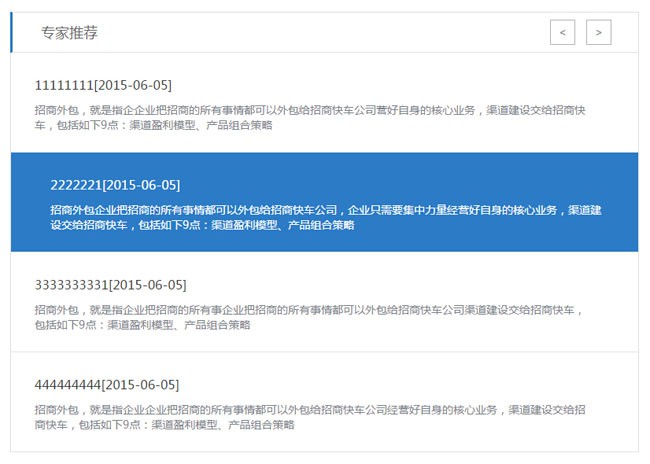 专家推荐
< >
11111111[2015-06-05]
招商外包，就是指企企业把招商的所有事情都可以外包给招商快车公司营好自身的核心业务，渠道建设交给招商快
车，包括如下9点：渠道盈利模型、产品组合策略
2222221[2015-06-05]
招商外包企业把招商的所有事情都可以外包给招商快车公司，企业只需要集中力量经营好自身的核心业务，渠道建
设交给招商快车，包括如下9点：渠道盈利模型、产品组合策略
3333333331[2015-06-05]
招商外包，就是指企业把招商的所有事企业把招商的所有事情都可以外包给招商快车公司渠道建设交给招商快车，
包括如下9点：渠道盈利模型、产品组合策略
444444444[2015-06-05]
招商外包，就是指企业企业把招商的所有事情都可以外包给招商快车公司经营好自身的核心业务，渠道建设交给招
商快车，包括如下9点：渠道盈利模型、产品组合策略